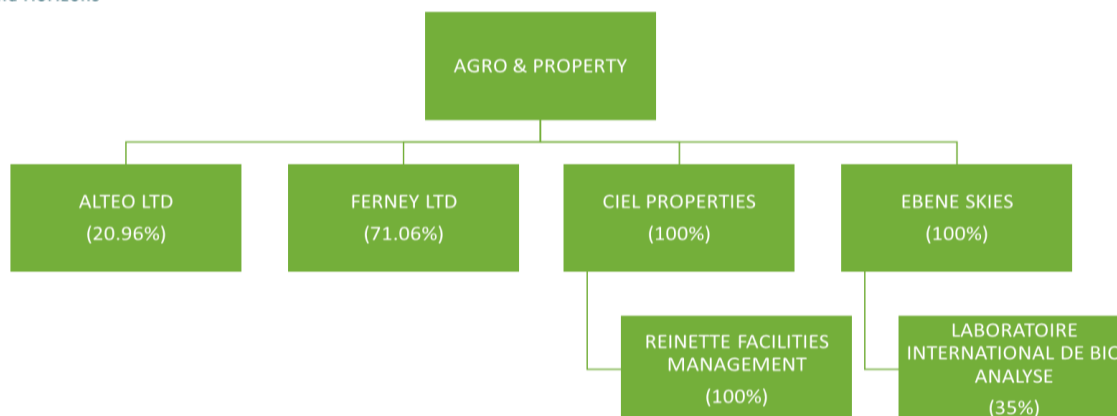 AGRO & PROPERTY
ALTEO LTD
(20.96%)
FERNEY LTD
(71.06%)
CIEL PROPERTIES
(100%)
EBENE SKIES
(100%)
REINETTE FACILITIES
MANAGEMENT
(100%)
LABORATOIRE
INTERNATIONAL DE BIO
ANALYSE
(35%)